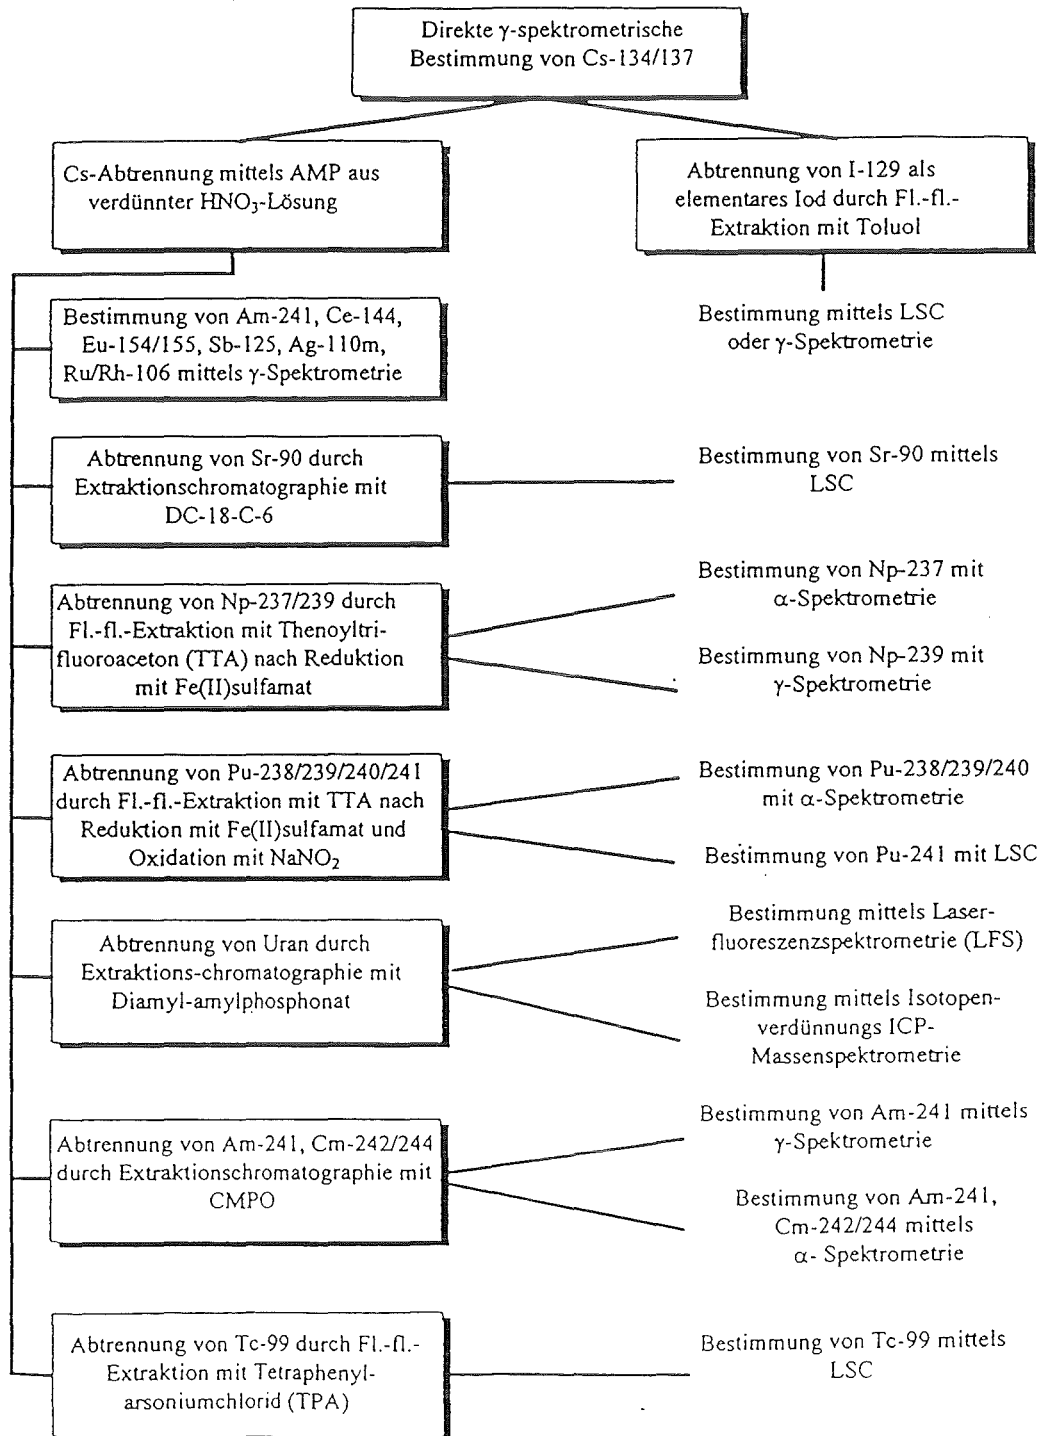 Direkte γ-spektrometrische
Bestimmung von Cs-134/137
Cs-Abtrennung mittels AMP aus
verdünnter HNO₃-Lösung
Abtrennung von I-129 als
elementares Iod durch Fl.-fl.-
Extraktion mit Toluol
Bestimmung von Am-241, Ce-144,
Eu-154/155, Sb-125, Ag-110m,
Ru/Rh-106 mittels γ-Spektrometrie
Bestimmung mittels LSC
oder γ-Spektrometrie
Abtrennung von Sr-90 durch
Extraktionschromatographie mit
DC-18-C-6
Bestimmung von Sr-90 mittels
LSC
Abtrennung von Np-237/239 durch
Fl.-fl.-Extraktion mit Thenoyltri-
fluoroaceton (TTA) nach Reduktion
mit Fe(II)sulfamat
Bestimmung von Np-237 mit
α-Spektrometrie
Bestimmung von Np-239 mit
γ-Spektrometrie
Abtrennung von Pu-238/239/240/241
durch Fl.-fl.-Extraktion mit TTA nach
Reduktion mit Fe(II)sulfamat und
Oxidation mit NaNO₂
Bestimmung von Pu-238/239/240
mit α-Spektrometrie
Bestimmung von Pu-241 mit LSC
Abtrennung von Uran durch
Extraktions-chromatographie mit
Diamyl-amylphosphonat
Bestimmung mittels Laser-
fluoreszenzspektrometrie (LFS)
Bestimmung mittels Isotopen-
verdünnungs ICP-
Massenspektrometrie
Abtrennung von Am-241, Cm-242/244
durch Extraktionschromatographie mit
CMPO
Bestimmung von Am-241 mittels
γ-Spektrometrie
Bestimmung von Am-241,
Cm-242/244 mittels
α- Spektrometrie
Abtrennung von Tc-99 durch Fl.-fl.-
Extraktion mit Tetraphenyl-
arsoniumchlorid (TPA)
Bestimmung von Tc-99 mittels
LSC